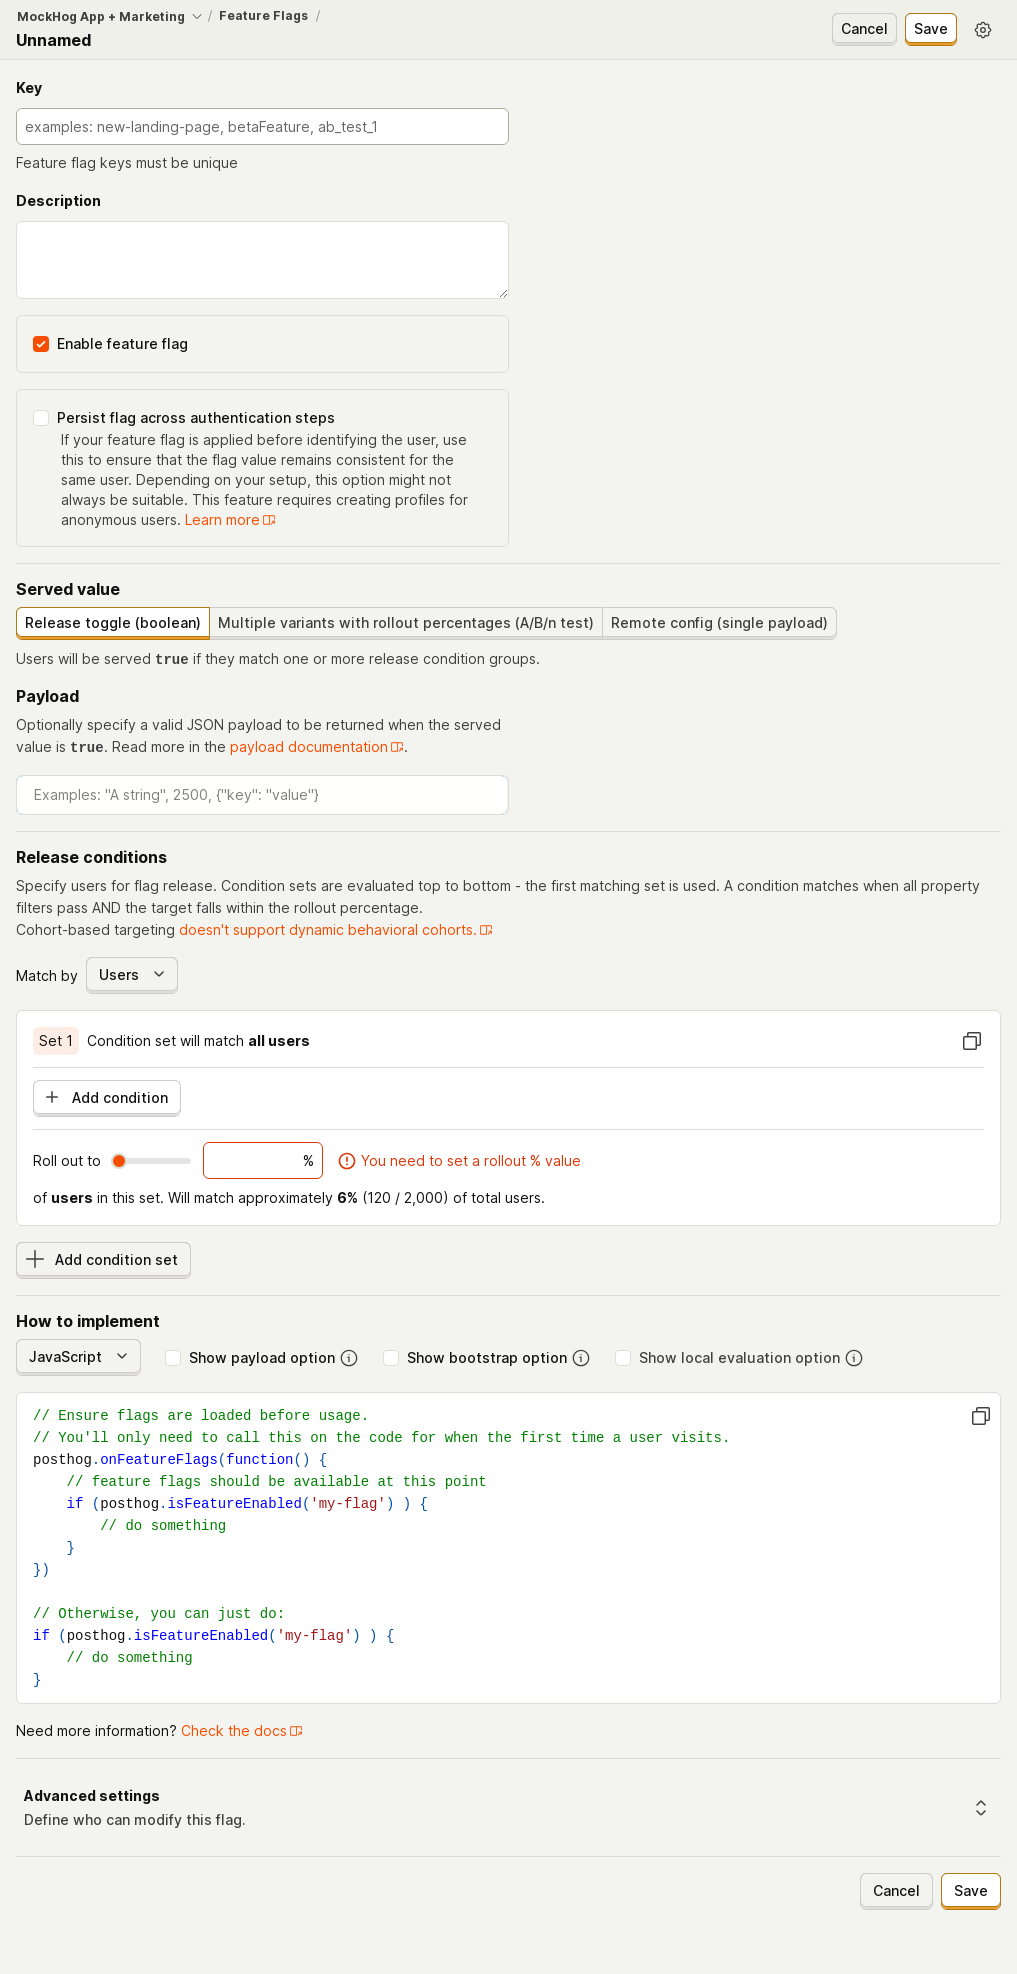 MockHog App + Marketing / Feature Flags /
Unnamed
Cancel
Save
Key
examples: new-landing-page, betaFeature, ab_test_1
Feature flag keys must be unique
Description
Enable feature flag
Persist flag across authentication steps
If your feature flag is applied before identifying the user, use
this to ensure that the flag value remains consistent for the
same user. Depending on your setup, this option might not
always be suitable. This feature requires creating profiles for
anonymous users. Learn more
Served value
Release toggle (boolean)
Multiple variants with rollout percentages (A/B/n test)
Remote config (single payload)
Users will be served true if they match one or more release condition groups.
Payload
Optionally specify a valid JSON payload to be returned when the served
value is true. Read more in the payload documentation.
Examples: "A string", 2500, {"key": "value"}
Release conditions
Specify users for flag release. Condition sets are evaluated top to bottom - the first matching set is used. A condition matches when all property
filters pass AND the target falls within the rollout percentage.
Cohort-based targeting doesn't support dynamic behavioral cohorts.
Match by Users
Set 1 Condition set will match all users
Add condition
Roll out to % You need to set a rollout % value
of users in this set. Will match approximately 6% (120 / 2,000) of total users.
Add condition set
How to implement
JavaScript
Show payload option
Show bootstrap option
Show local evaluation option
// Ensure flags are loaded before usage.
// You'll only need to call this on the code for when the first time a user visits.
posthog.onFeatureFlags(function() {
    // feature flags should be available at this point
    if (posthog.isFeatureEnabled('my-flag') ) {
        // do something
    }
})
// Otherwise, you can just do:
if (posthog.isFeatureEnabled('my-flag') ) {
    // do something
}
Need more information? Check the docs
Advanced settings
Define who can modify this flag.
Cancel
Save